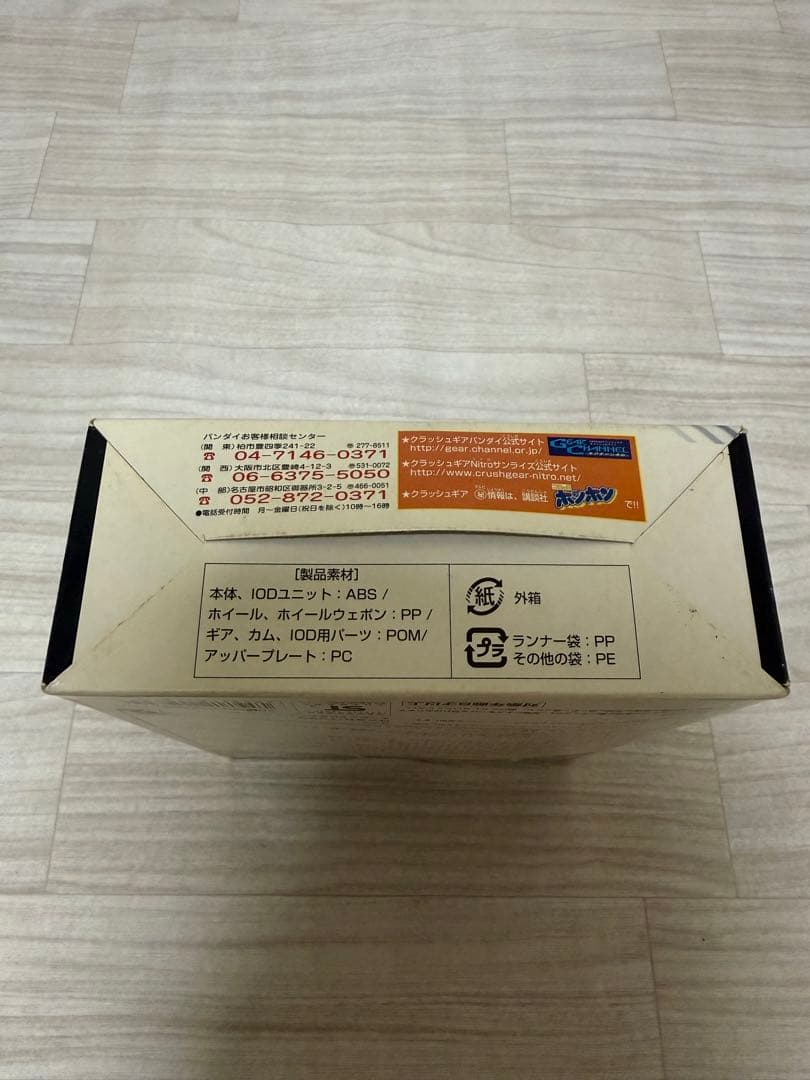 バンダイお客様相談センター
(関 東)柏市豊四季241-22 〠277-8511
☎ 04-7146-0371
(関 西)大阪市北区豊崎4-12-3 〠531-0072
☎ 06-6375-5050
(中 部)名古屋市昭和区御器所3-2-5 〠466-0051
☎ 052-872-0371
●電話受付時間 月〜金曜日(祝日を除く)10時〜16時
★クラッシュギアバンダイ公式サイト
http://gear.channel.or.jp/
GEAR CHANNEL
★クラッシュギアNitroサンライズ公式サイト
http://www.crushgear-nitro.net/
★クラッシュギア ㊙情報は、講談社 ボンボン で!!
[製品素材]
本体、IODユニット:ABS /
ホイール、ホイールウェポン:PP /
ギア、カム、IOD用パーツ:POM/
アッパープレート:PC
紙 外箱
プラ ランナー袋:PP
その他の袋:PE
ST